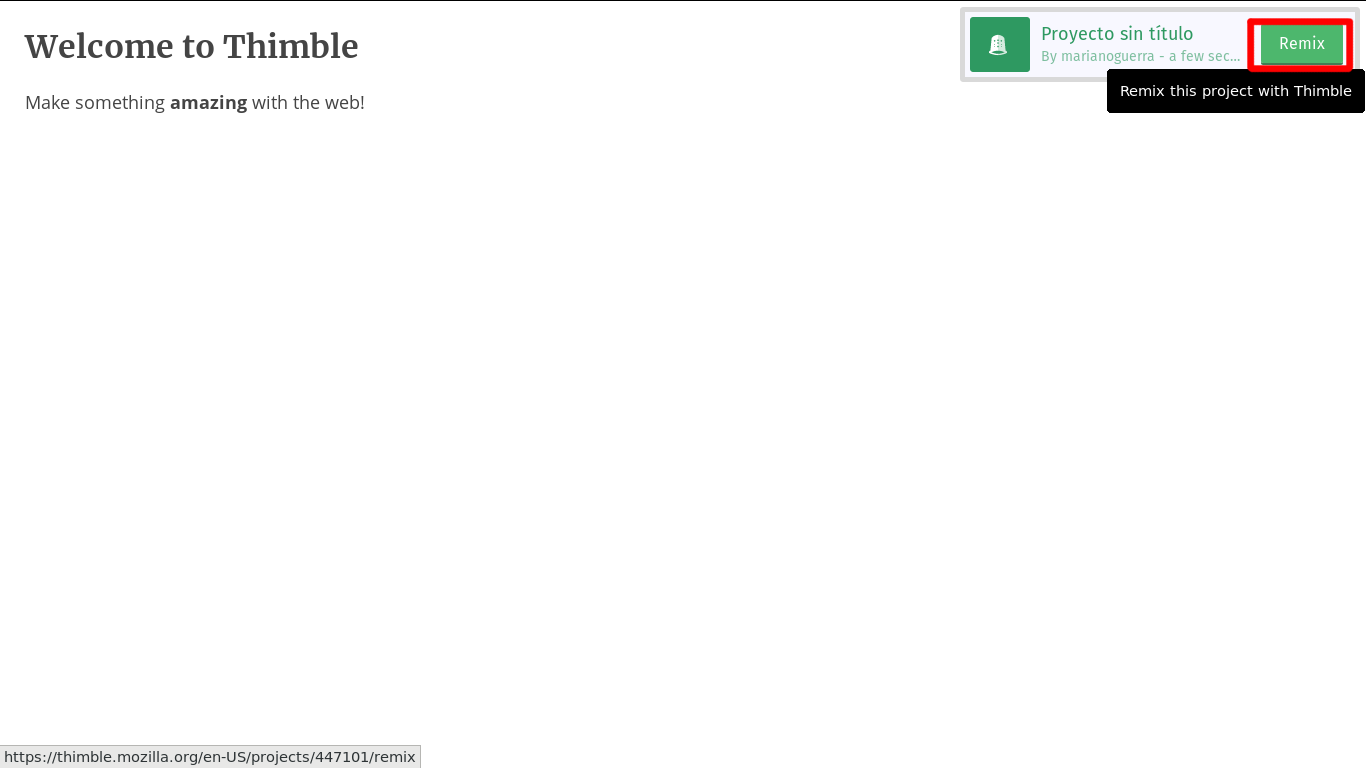 Welcome to Thimble
Make something amazing with the web!
Proyecto sin título
By marianoguerra - a few sec...
Remix
Remix this project with Thimble
https://thimble.mozilla.org/en-US/projects/447101/remix